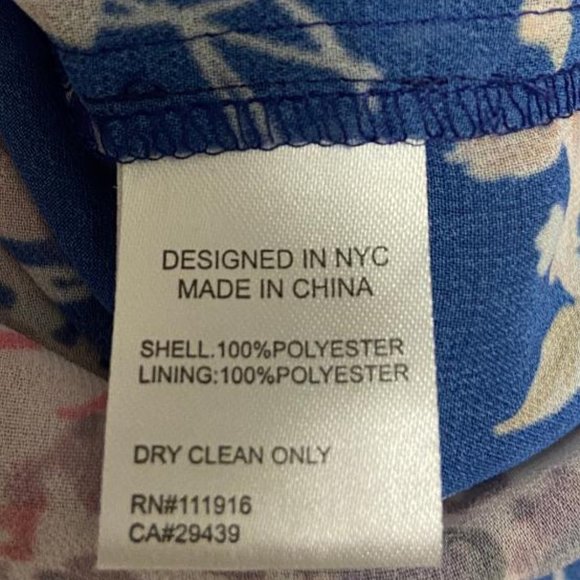 DESIGNED IN NYC
MADE IN CHINA
SHELL.100%POLYESTER
LINING:100%POLYESTER
DRY CLEAN ONLY
RN#111916
CA#29439